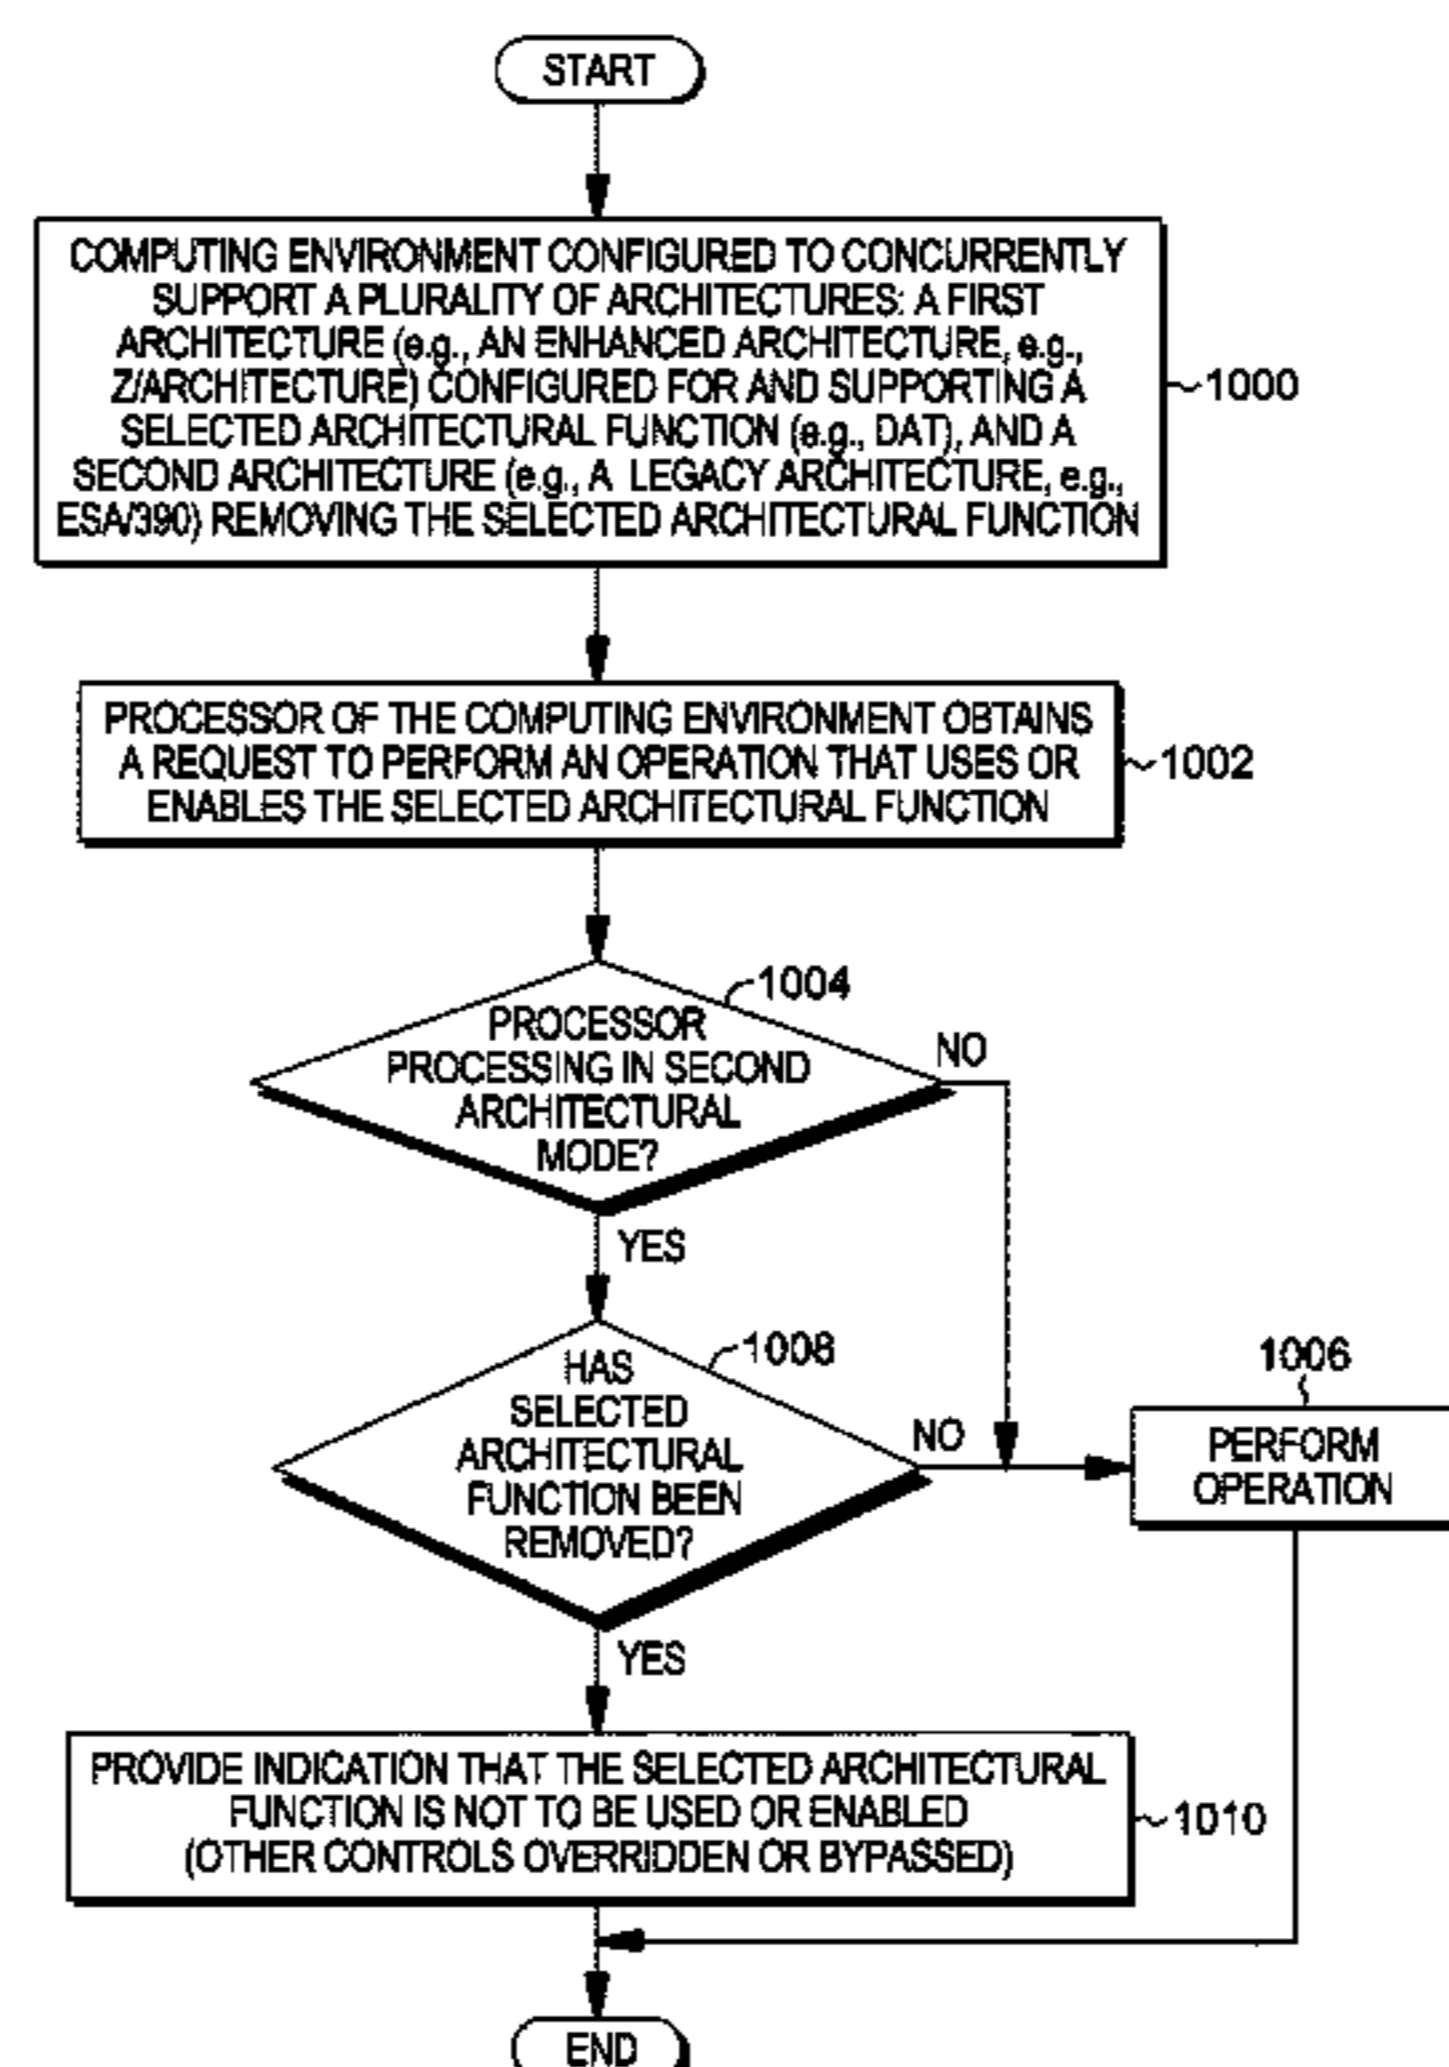 START
COMPUTING ENVIRONMENT CONFIGURED TO CONCURRENTLY
SUPPORT A PLURALITY OF ARCHITECTURES: A FIRST
ARCHITECTURE (e.g., AN ENHANCED ARCHITECTURE, e.g.,
Z/ARCHITECTURE) CONFIGURED FOR AND SUPPORTING A
SELECTED ARCHITECTURAL FUNCTION (e.g., DAT), AND A
SECOND ARCHITECTURE (e.g., A LEGACY ARCHITECTURE, e.g.,
ESA/390) REMOVING THE SELECTED ARCHITECTURAL FUNCTION
1000
PROCESSOR OF THE COMPUTING ENVIRONMENT OBTAINS
A REQUEST TO PERFORM AN OPERATION THAT USES OR
ENABLES THE SELECTED ARCHITECTURAL FUNCTION
1002
1004
PROCESSOR
PROCESSING IN SECOND
ARCHITECTURAL
MODE?
NO
YES
1008
HAS
SELECTED
ARCHITECTURAL
FUNCTION BEEN
REMOVED?
NO
1006
PERFORM
OPERATION
YES
PROVIDE INDICATION THAT THE SELECTED ARCHITECTURAL
FUNCTION IS NOT TO BE USED OR ENABLED
(OTHER CONTROLS OVERRIDDEN OR BYPASSED)
1010
END